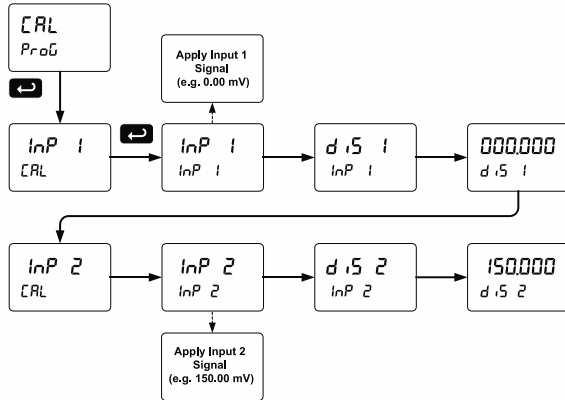 CAL
ProG
Apply Input 1
Signal
(e.g. 0.00 mV)
InP 1
CAL
InP 1
InP 1
diS 1
InP 1
000.000
diS 1
InP 2
CAL
InP 2
InP 2
diS 2
InP 2
150.000
diS 2
Apply Input 2
Signal
(e.g. 150.00 mV)